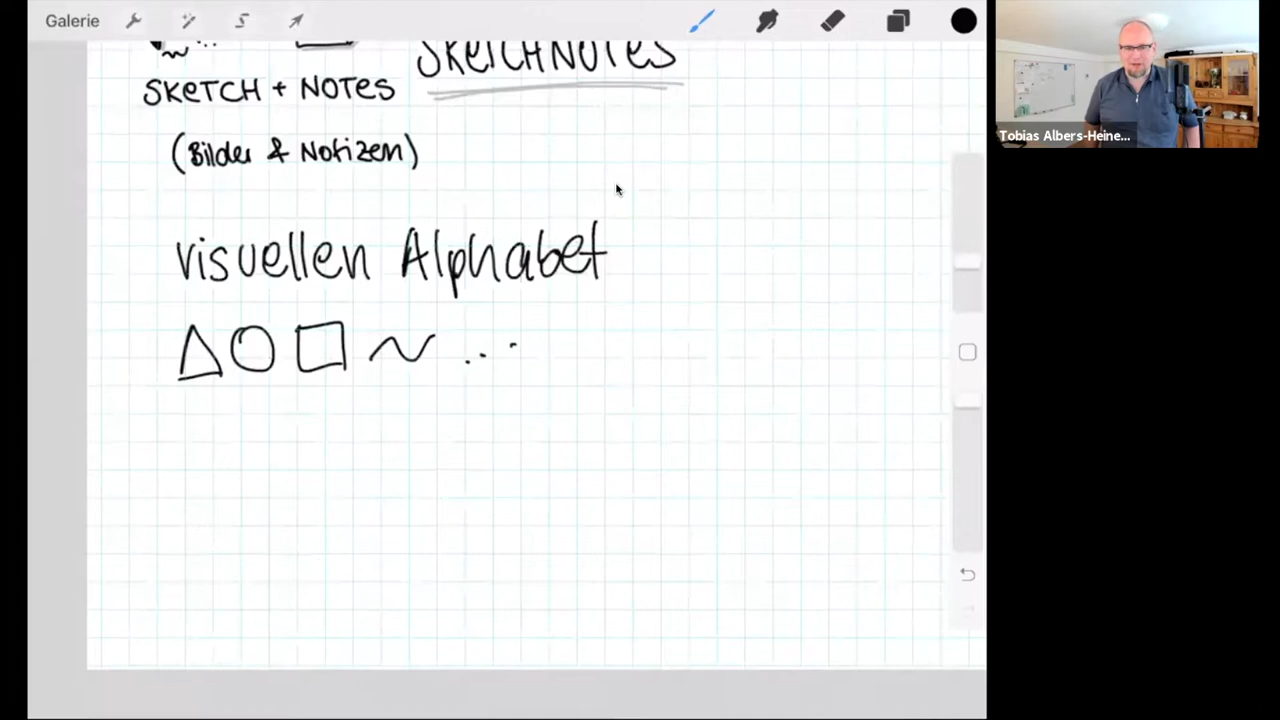 Galerie
SKETCHNOTES
SKETCH + NOTES
(Bilder & Notizen)
visuellen Alphabet
Tobias Albers-Heine...